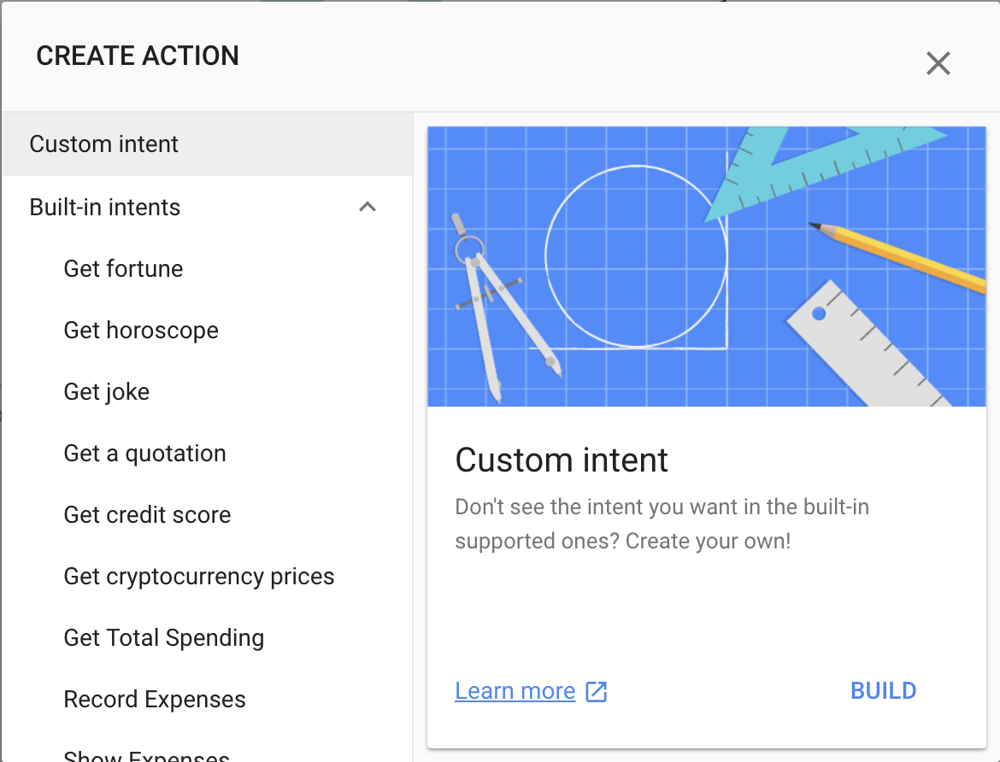 CREATE ACTION
Custom intent
Built-in intents
Get fortune
Get horoscope
Get joke
Get a quotation
Get credit score
Get cryptocurrency prices
Get Total Spending
Record Expenses
Show Expenses
Custom intent
Don't see the intent you want in the built-in
supported ones? Create your own!
Learn more
BUILD